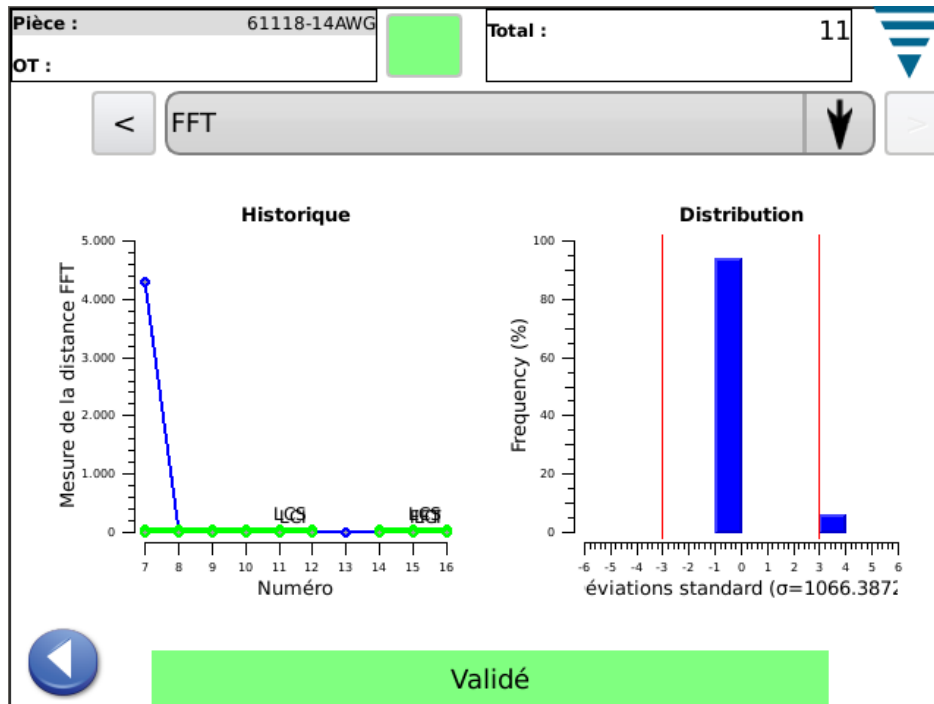 Pièce : 61118-14AWG
OT :
Total : 11
< FFT >
Historique
Mesure de la distance FFT
5.000
4.000
3.000
2.000
1.000
0
LCS
LCI
7 8 9 10 11 12 13 14 15 16
Numéro
Distribution
Frequency (%)
100
80
60
40
20
0
-6 -5 -4 -3 -2 -1 0 1 2 3 4 5 6
éviations standard (σ=1066.3872
Validé